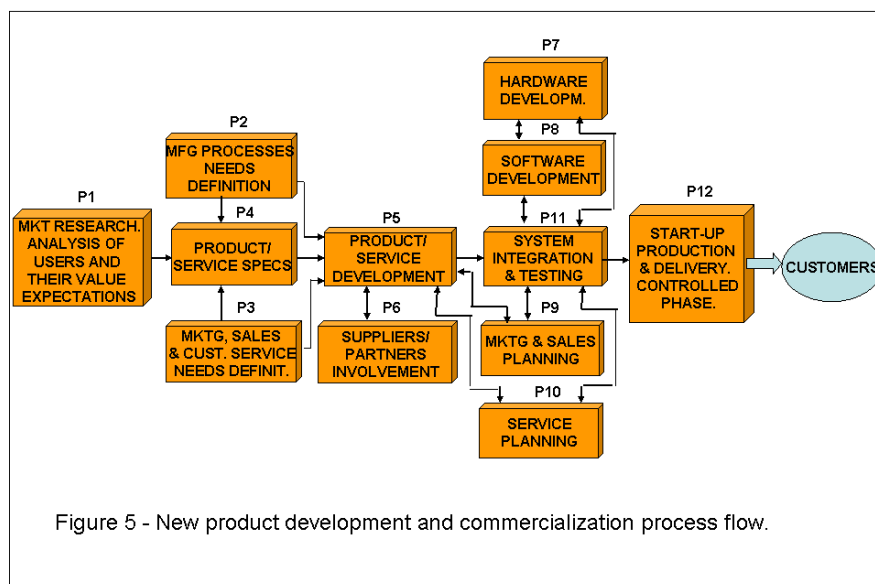 P7
HARDWARE
DEVELOPM.
P2
MFG PROCESSES
NEEDS
DEFINITION
P8
SOFTWARE
DEVELOPMENT
P1
MKT RESEARCH.
ANALYSIS OF
USERS AND
THEIR VALUE
EXPECTATIONS
P4
PRODUCT/
SERVICE SPECS
P5
PRODUCT/
SERVICE
DEVELOPMENT
P11
SYSTEM
INTEGRATION
& TESTING
P12
START-UP
PRODUCTION
& DELIVERY.
CONTROLLED
PHASE.
CUSTOMERS
P3
MKTG, SALES
& CUST. SERVICE
NEEDS DEFINIT.
P6
SUPPLIERS/
PARTNERS
INVOLVEMENT
P9
MKTG & SALES
PLANNING
P10
SERVICE
PLANNING
Figure 5 - New product development and commercialization process flow.